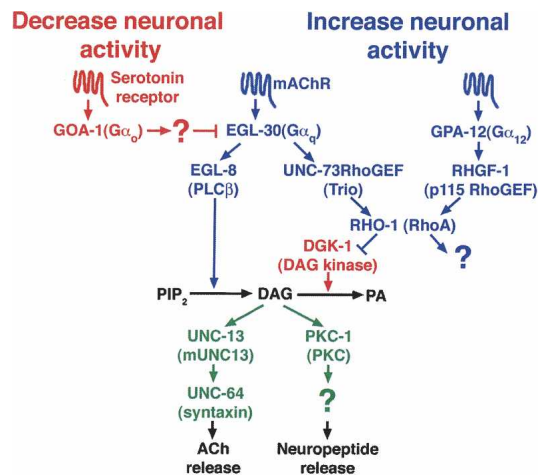 Decrease neuronal
activity
Increase neuronal
activity
Serotonin
receptor
mAChR
GOA-1(Gαo)
?
EGL-30(Gαq)
GPA-12(Gα12)
EGL-8
(PLCβ)
UNC-73RhoGEF
(Trio)
RHGF-1
(p115 RhoGEF)
RHO-1 (RhoA)
DGK-1
(DAG kinase)
?
PIP2
DAG
PA
UNC-13
(mUNC13)
PKC-1
(PKC)
UNC-64
(syntaxin)
?
ACh
release
Neuropeptide
release